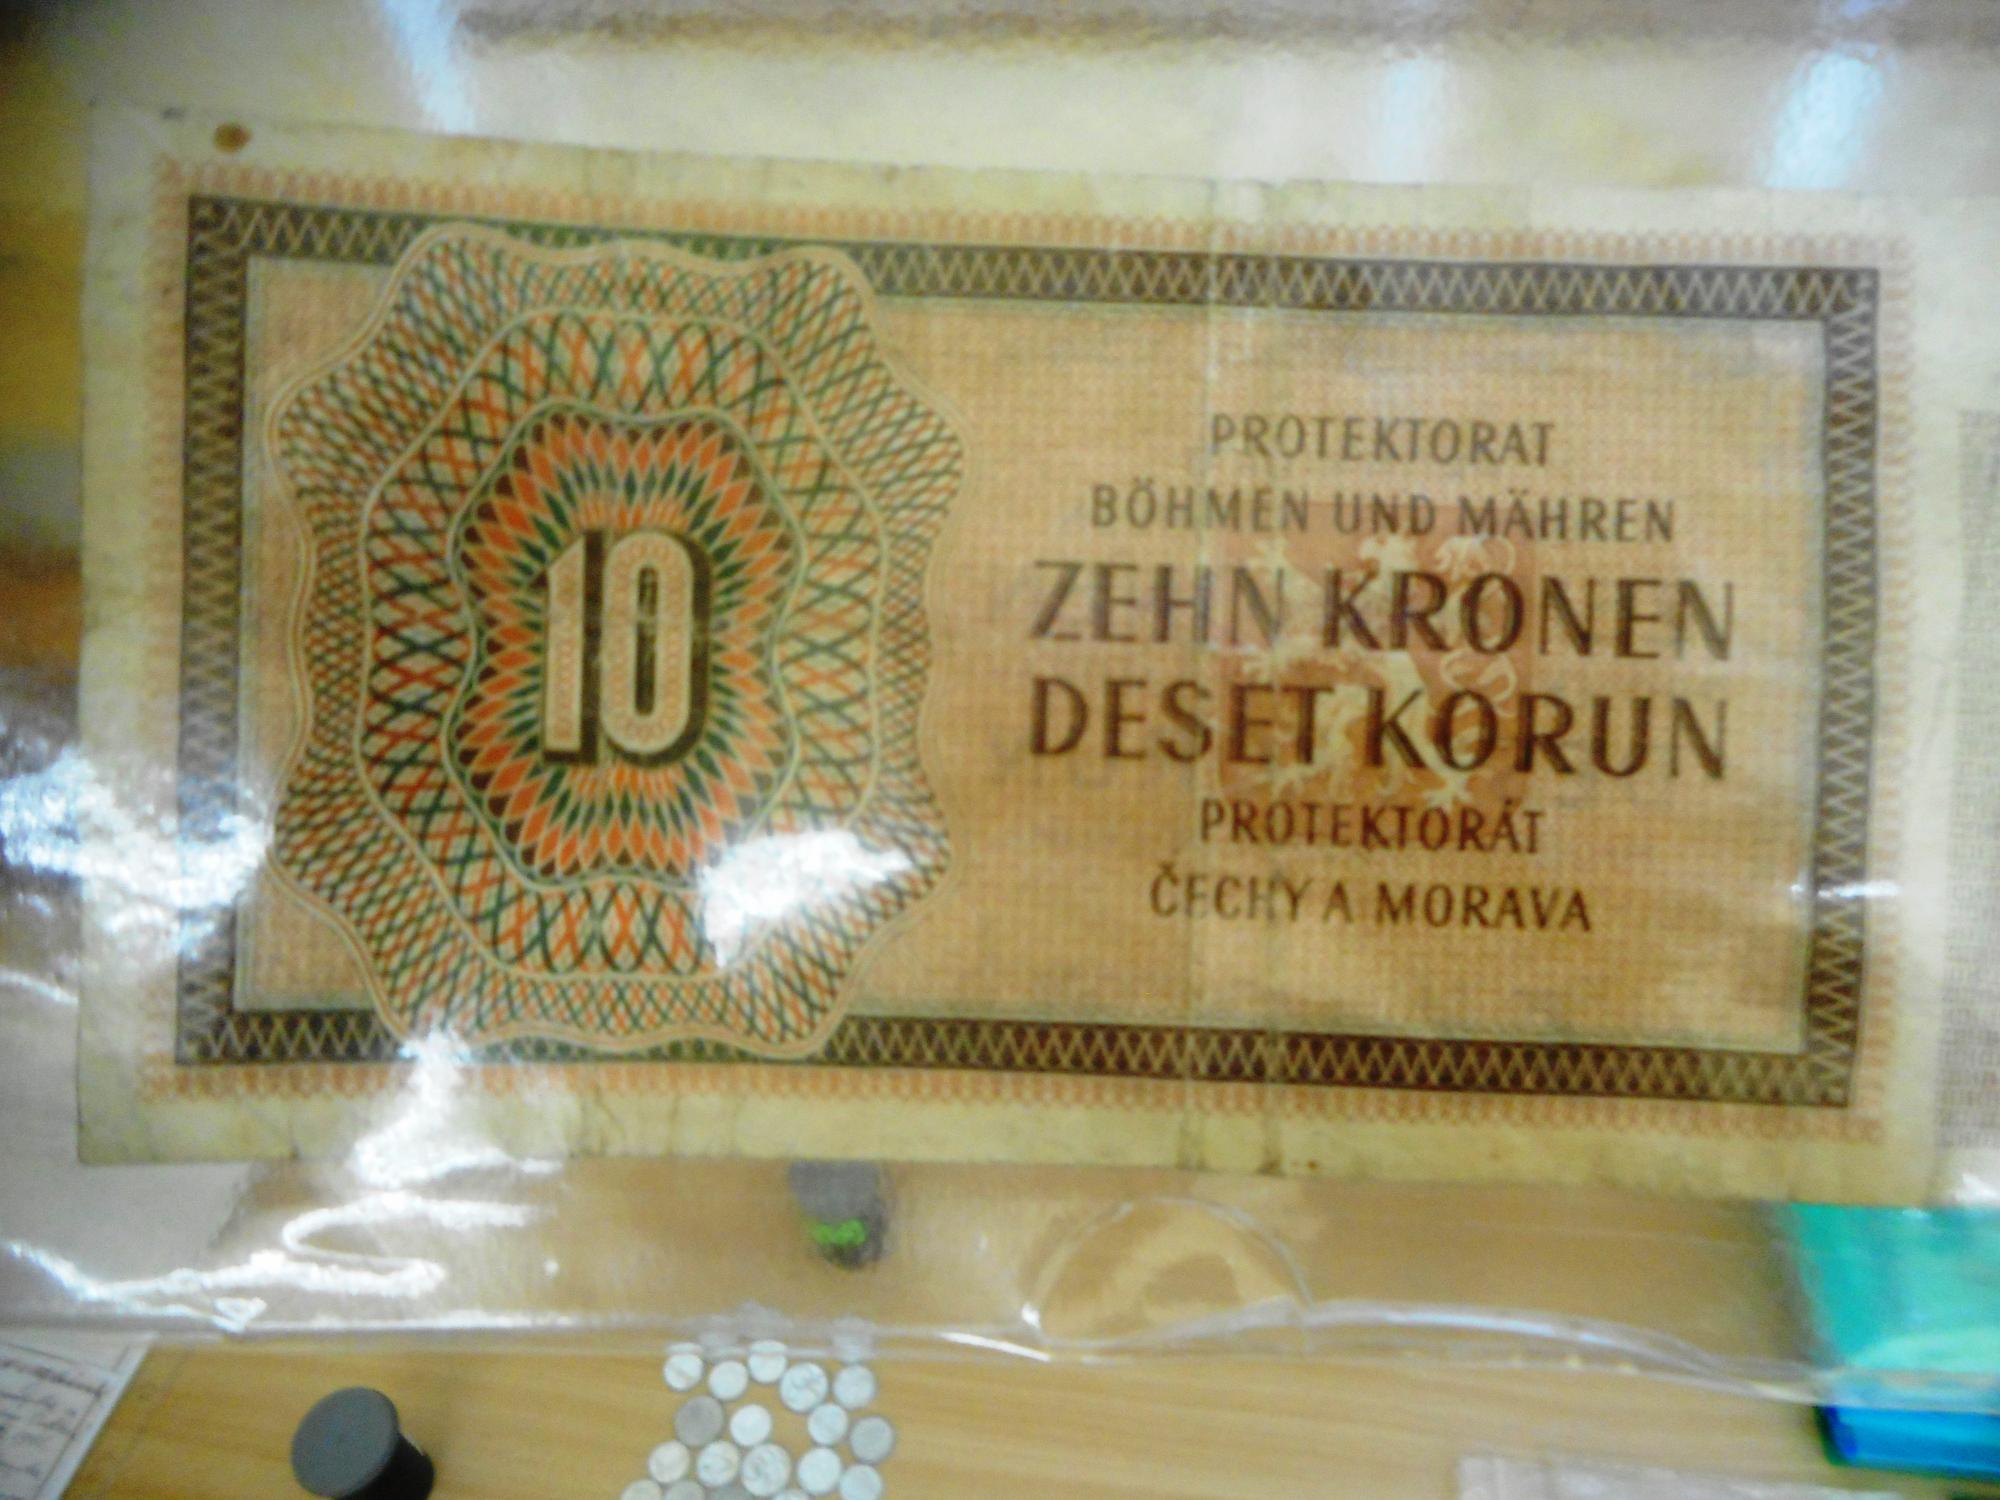 10
PROTEKTORAT
BÖHMEN UND MÄHREN
ZEHN KRONEN
DESET KORUN
PROTEKTORÁT
ČECHY A MORAVA